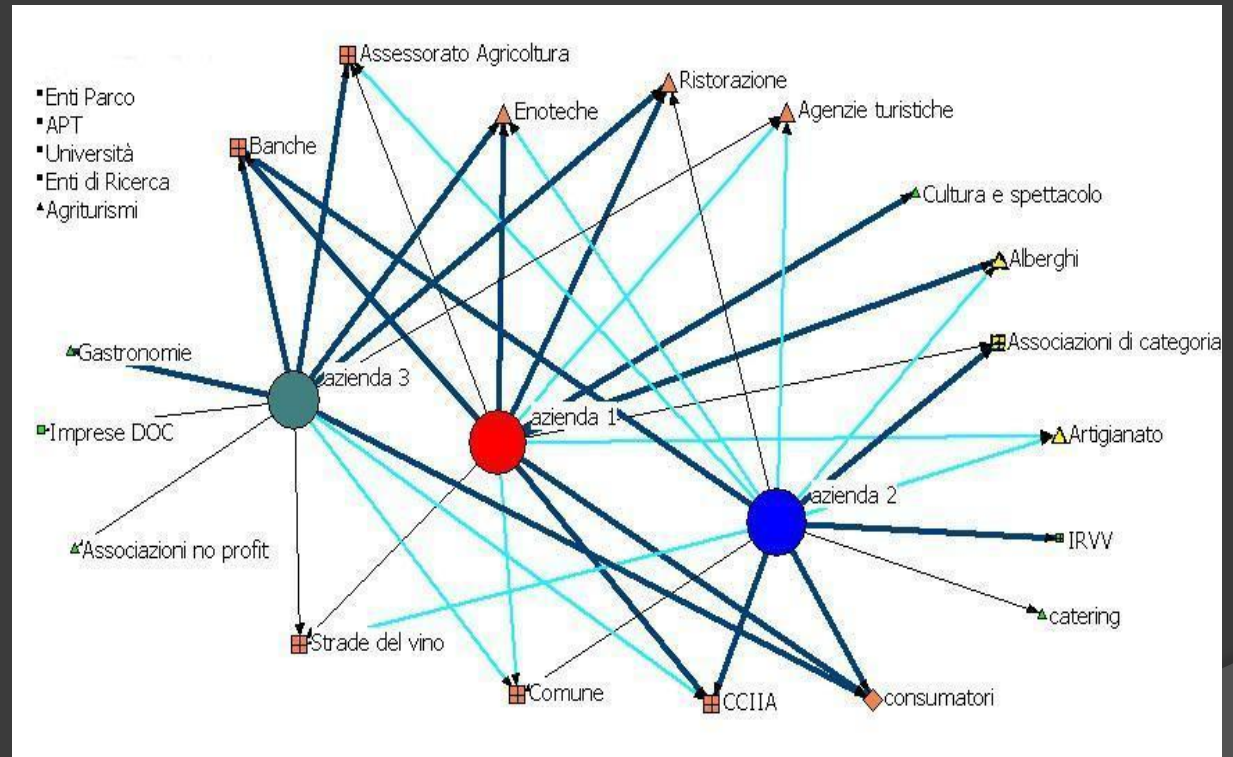 Assessorato Agricoltura
Ristorazione
Enoteche
Agenzie turistiche
Enti Parco
APT
Università
Enti di Ricerca
Agriturismi
Banche
Cultura e spettacolo
Alberghi
Associazioni di categoria
Gastronomie
azienda 3
azienda 1
Imprese DOC
Artigianato
azienda 2
IRVV
Associazioni no profit
catering
Strade del vino
Comune
CCIIA
consumatori